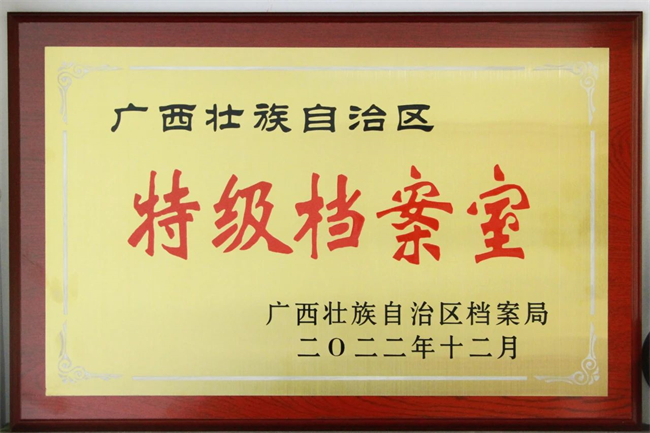 广西壮族自治区
特级档案室
广西壮族自治区档案局
二〇二二年十二月